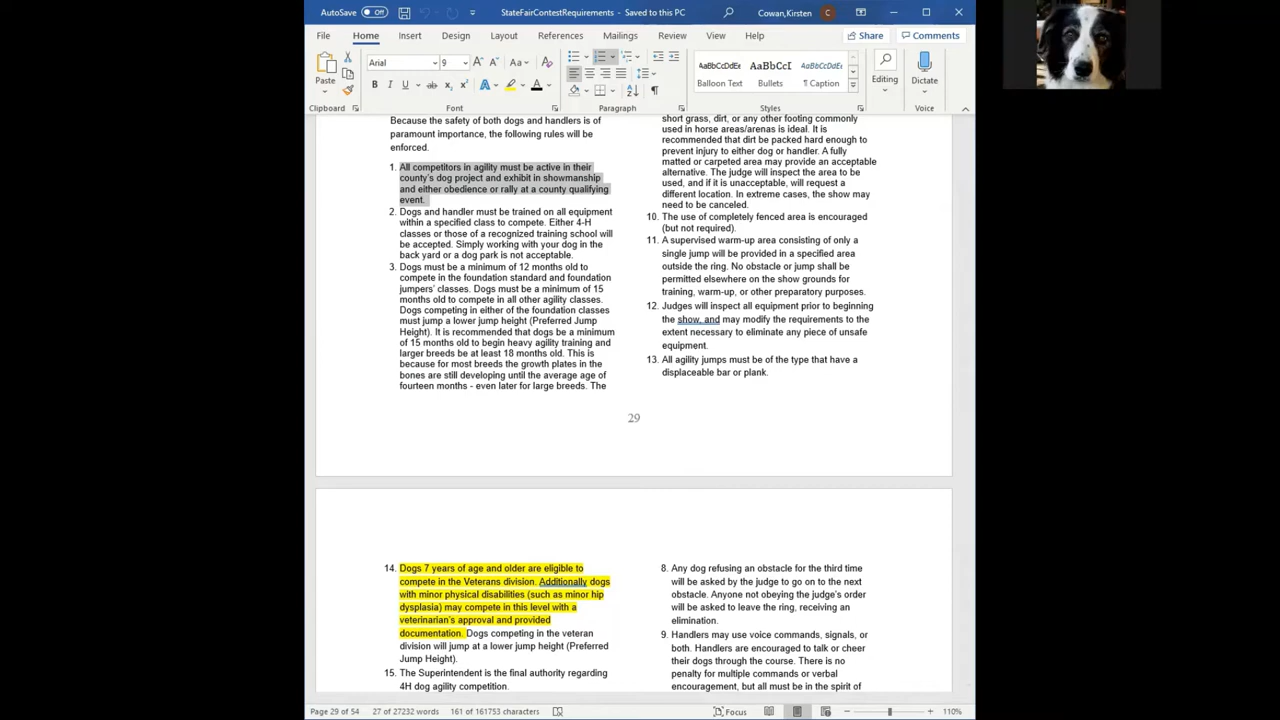 AutoSave
Off
StateFairContestRequirements - Saved to this PC
Cowan,Kirsten
C
File
Home
Insert
Design
Layout
References
Mailings
Review
View
Help
Share
Comments
Paste
Clipboard
Arial
9
Font
Paragraph
AaBbCcDdEe
Balloon Text
AaBbCcI
Bullets
AaBbCcDdEe
¶ Caption
Styles
Editing
Dictate
Voice
Because the safety of both dogs and handlers is of
paramount importance, the following rules will be
enforced.
1. All competitors in agility must be active in their
county's dog project and exhibit in showmanship
and either obedience or rally at a county qualifying
event.
2. Dogs and handler must be trained on all equipment
within a specified class to compete. Either 4-H
classes or those of a recognized training school will
be accepted. Simply working with your dog in the
back yard or a dog park is not acceptable.
3. Dogs must be a minimum of 12 months old to
compete in the foundation standard and foundation
jumpers' classes. Dogs must be a minimum of 15
months old to compete in all other agility classes.
Dogs competing in either of the foundation classes
must jump a lower jump height (Preferred Jump
Height). It is recommended that dogs be a minimum
of 15 months old to begin heavy agility training and
larger breeds be at least 18 months old. This is
because for most breeds the growth plates in the
bones are still developing until the average age of
fourteen months - even later for large breeds. The
short grass, dirt, or any other footing commonly
used in horse areas/arenas is ideal. It is
recommended that dirt be packed hard enough to
prevent injury to either dog or handler. A fully
matted or carpeted area may provide an acceptable
alternative. The judge will inspect the area to be
used, and if it is unacceptable, will request a
different location. In extreme cases, the show may
need to be canceled.
10. The use of completely fenced area is encouraged
(but not required).
11. A supervised warm-up area consisting of only a
single jump will be provided in a specified area
outside the ring. No obstacle or jump shall be
permitted elsewhere on the show grounds for
training, warm-up, or other preparatory purposes.
12. Judges will inspect all equipment prior to beginning
the show, and may modify the requirements to the
extent necessary to eliminate any piece of unsafe
equipment.
13. All agility jumps must be of the type that have a
displaceable bar or plank.
29
14. Dogs 7 years of age and older are eligible to
compete in the Veterans division. Additionally dogs
with minor physical disabilities (such as minor hip
dysplasia) may compete in this level with a
veterinarian's approval and provided
documentation. Dogs competing in the veteran
division will jump at a lower jump height (Preferred
Jump Height).
15. The Superintendent is the final authority regarding
4H dog agility competition.
8. Any dog refusing an obstacle for the third time
will be asked by the judge to go on to the next
obstacle. Anyone not obeying the judge's order
will be asked to leave the ring, receiving an
elimination.
9. Handlers may use voice commands, signals, or
both. Handlers are encouraged to talk or cheer
their dogs through the course. There is no
penalty for multiple commands or verbal
encouragement, but all must be in the spirit of
Page 29 of 54
27 of 27232 words
161 of 161753 characters
Focus
110%